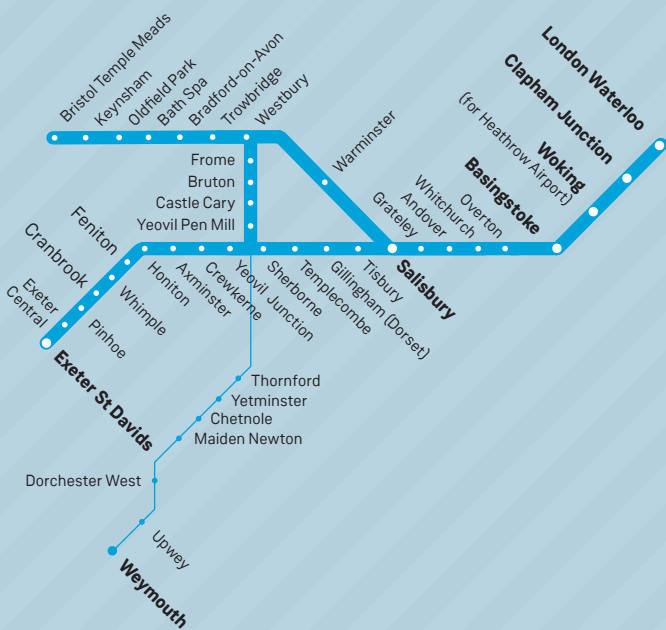 Bristol Temple Meads
Keynsham
Oldfield Park
Bath Spa
Bradford-on-Avon
Trowbridge
Westbury
Warminster
London Waterloo
Clapham Junction
Woking
(for Heathrow Airport)
Basingstoke
Overton
Whitchurch
Andover
Grateley
Salisbury
Frome
Bruton
Castle Cary
Yeovil Pen Mill
Tisbury
Gillingham (Dorset)
Templecombe
Sherborne
Yeovil Junction
Crewkerne
Axminster
Honiton
Feniton
Whimple
Cranbrook
Pinhoe
Exeter
Central
Exeter St Davids
Thornford
Yetminster
Chetnole
Maiden Newton
Dorchester West
Upwey
Weymouth